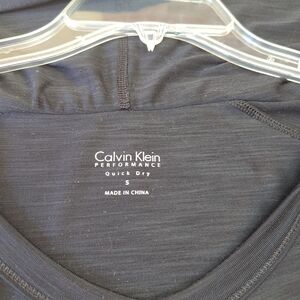 Calvin Klein
PERFORMANCE
Quick Dry
S
MADE IN CHINA